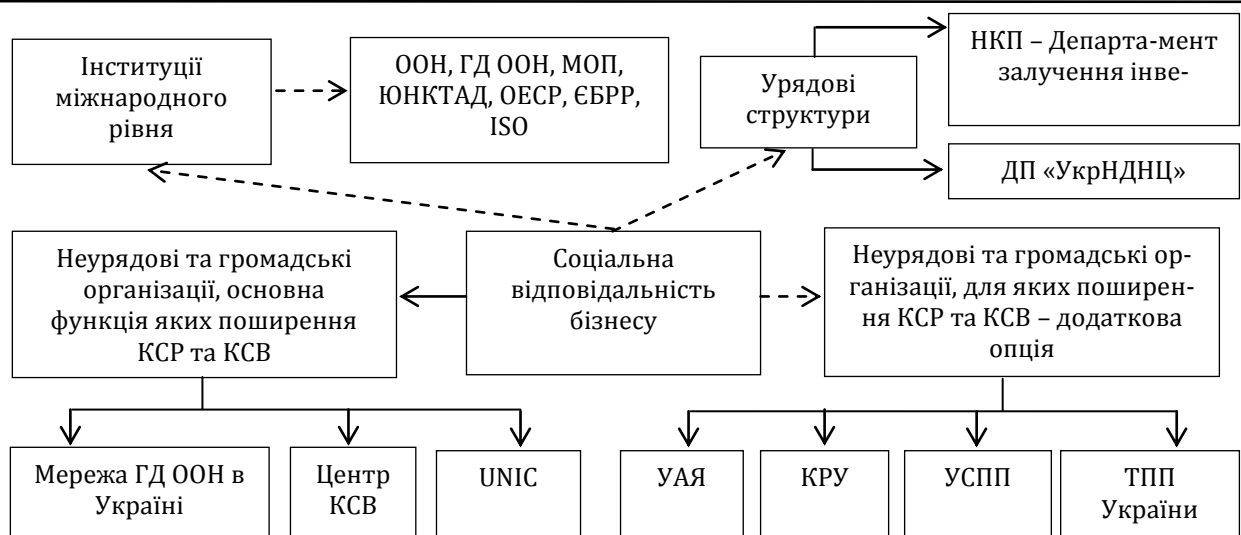 Інституції
міжнародного
рівня
ООН, ГД ООН, МОП,
ЮНКТАД, ОЕСР, ЄБРР,
ISO
Урядові
структури
НКП – Департа-мент
залучення інве-
ДП «УкрНДНЦ»
Неурядові та громадські
організації, основна
функція яких поширення
КСР та КСВ
Соціальна
відповідальність
бізнесу
Неурядові та громадські ор-
ганізації, для яких поширен-
ня КСР та КСВ – додаткова
опція
Мережа ГД ООН в
Україні
Центр
КСВ
UNIC
УАЯ
КРУ
УСПП
ТПП
України